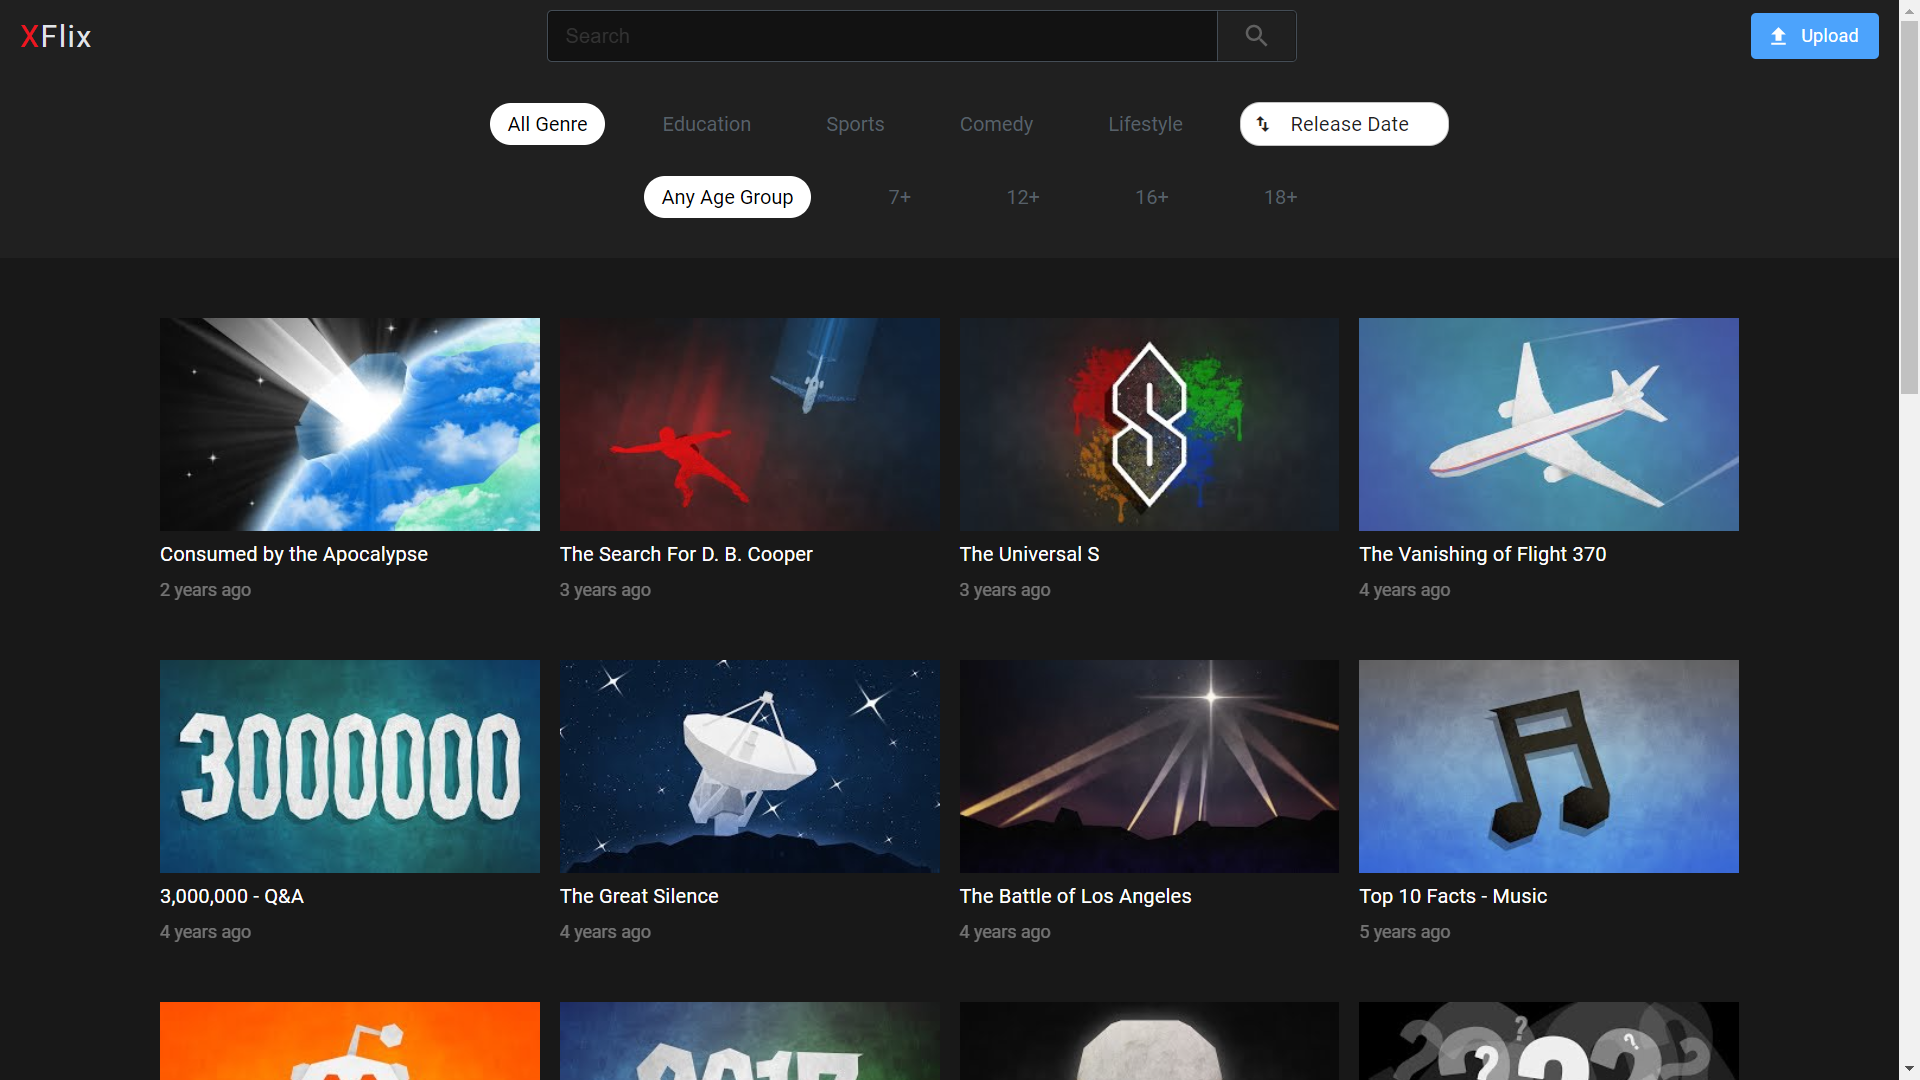 XFlix
Search
Upload
All Genre
Education
Sports
Comedy
Lifestyle
Release Date
Any Age Group
7+
12+
16+
18+
Consumed by the Apocalypse
2 years ago
The Search For D. B. Cooper
3 years ago
The Universal S
3 years ago
The Vanishing of Flight 370
4 years ago
3000000
3,000,000 - Q&A
4 years ago
The Great Silence
4 years ago
The Battle of Los Angeles
4 years ago
Top 10 Facts - Music
5 years ago
2017
? ? ? ? ? ? ?